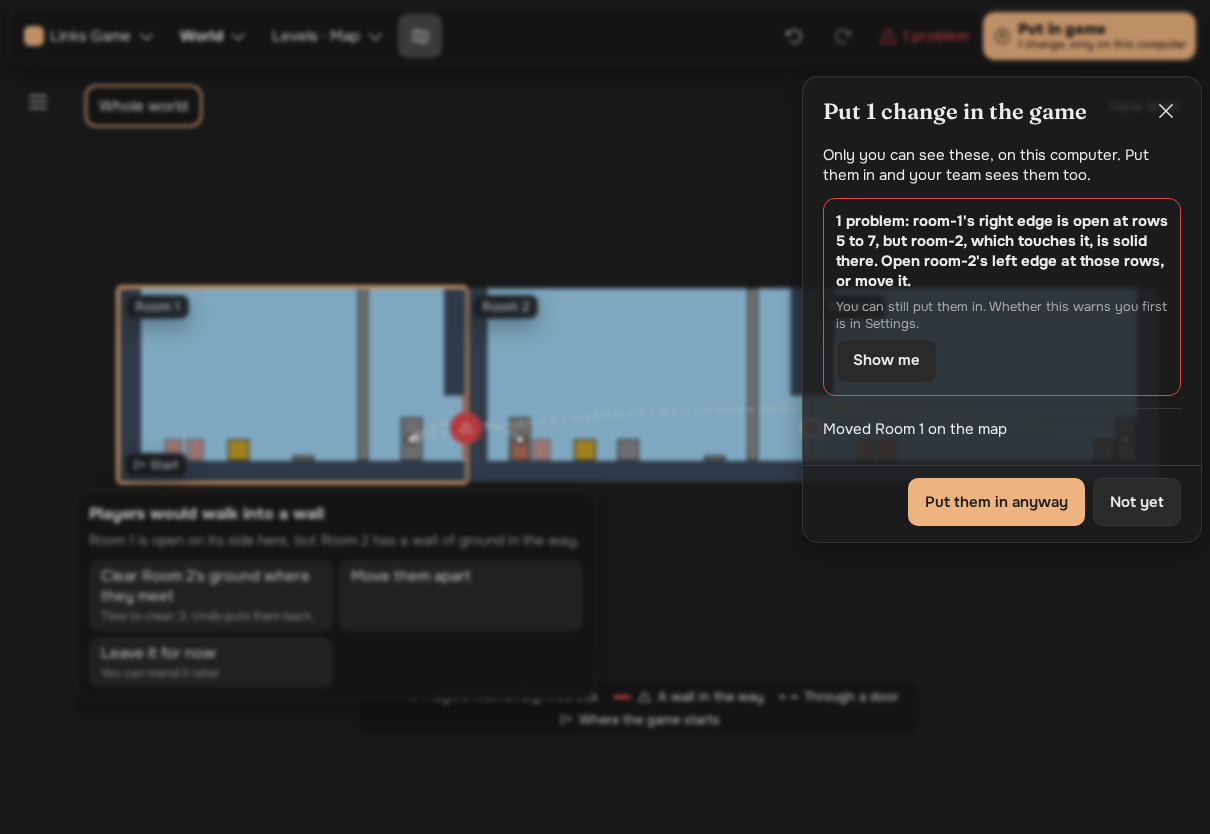 Links Game
World
Levels · Map
1 problem
Put in game
1 change, only on this computer
Whole world
Put 1 change in the game
Only you can see these, on this computer. Put
them in and your team sees them too.
1 problem: room-1's right edge is open at rows
5 to 7, but room-2, which touches it, is solid
there. Open room-2's left edge at those rows,
or move it.
You can still put them in. Whether this warns you first
is in Settings.
Show me
Moved Room 1 on the map
Put them in anyway
Not yet
Room 1
Room 2
Start
Players would walk into a wall
Room 1 is open on its side here, but Room 2 has a wall of ground in the way.
Clear Room 2's ground where
they meet
Tiles to clear: 3. Undo puts them back.
Move them apart
Leave it for now
You can mend it later
A wall in the way
Through a door
Where the game starts